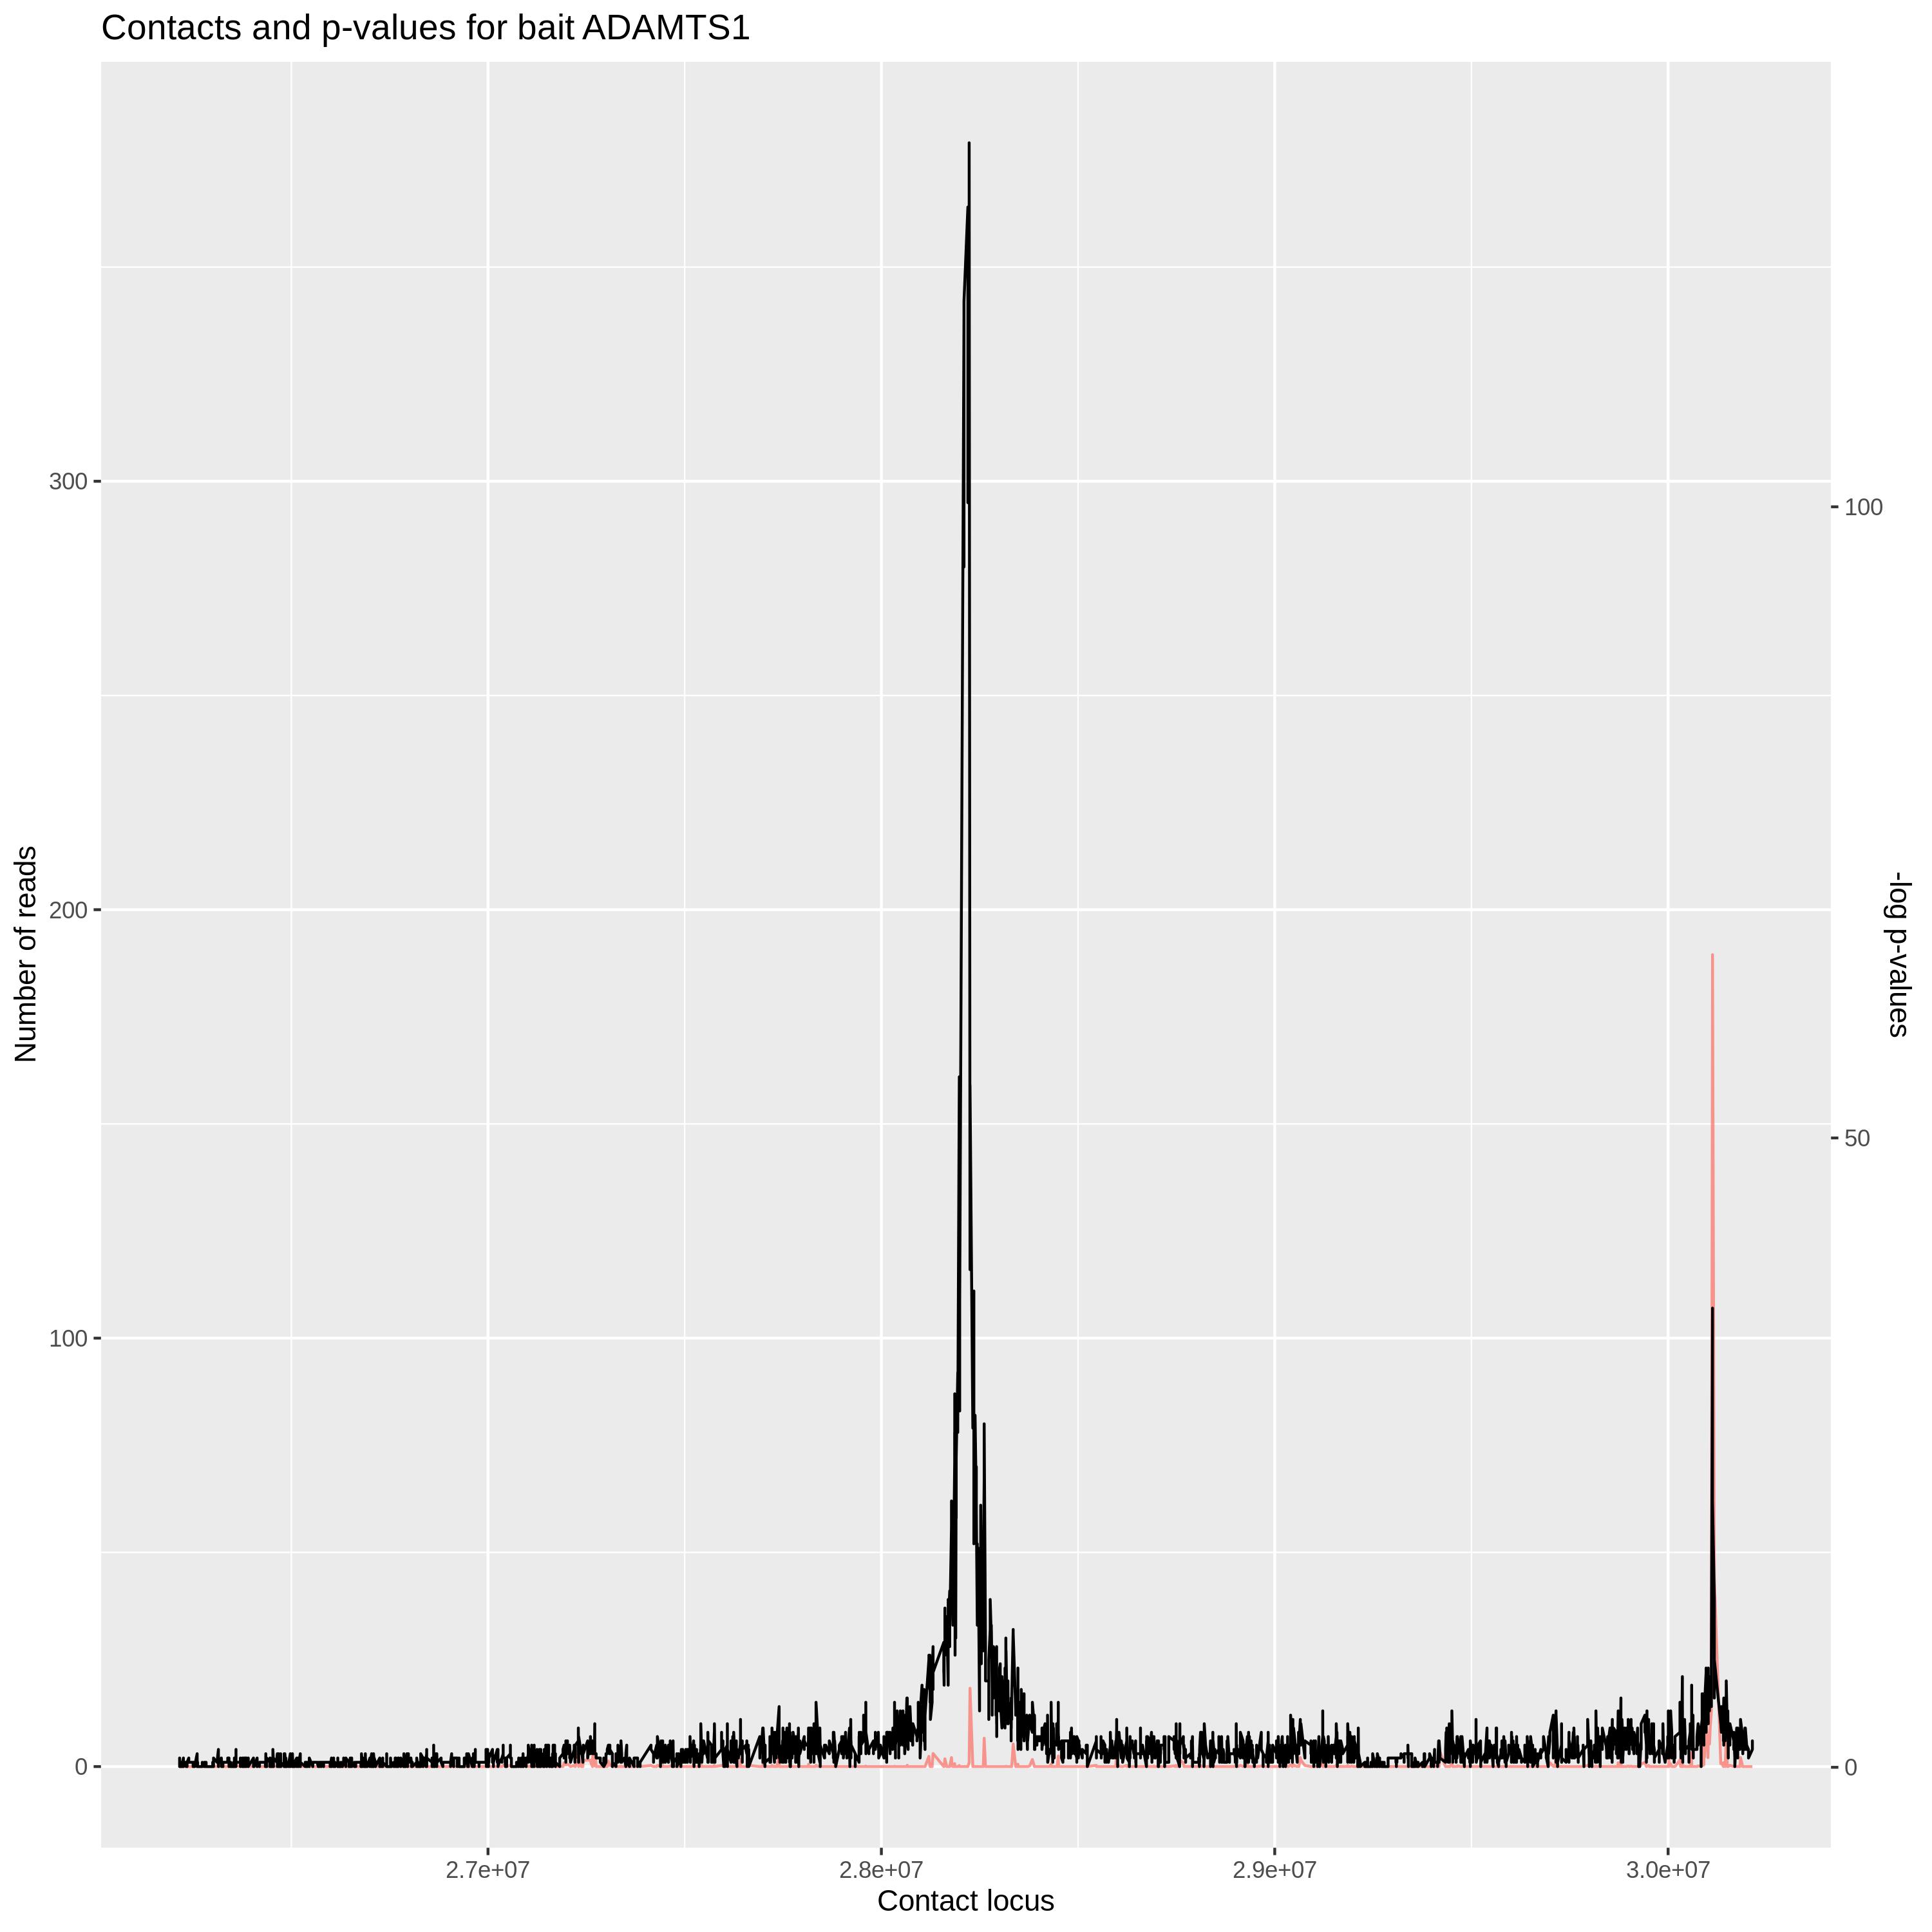 Contacts and p-values for bait ADAMTS1
300
200
100
0
Number of reads
100
50
0
-log p-values
2.7e+07
2.8e+07
2.9e+07
3.0e+07
Contact locus